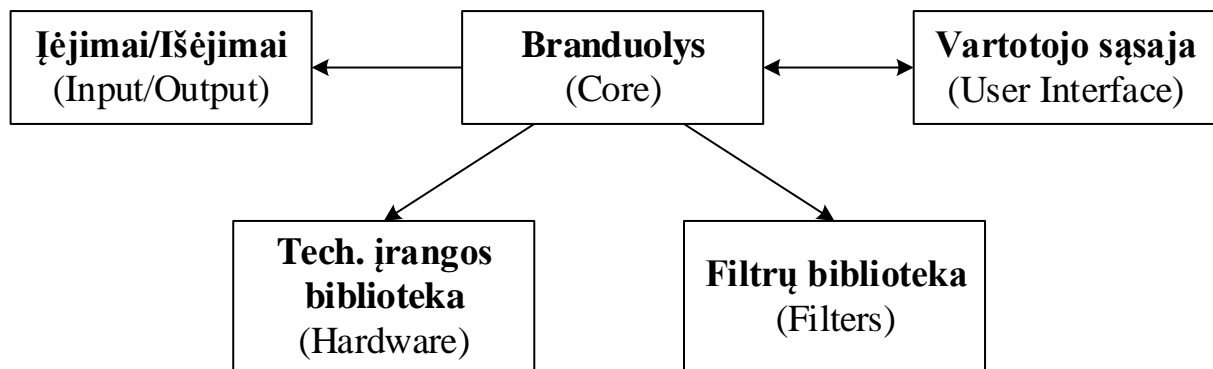 Įėjimai/Išėjimai
(Input/Output)
Branduolys
(Core)
Vartotojo sąsaja
(User Interface)
Tech. įrangos
biblioteka
(Hardware)
Filtrų biblioteka
(Filters)